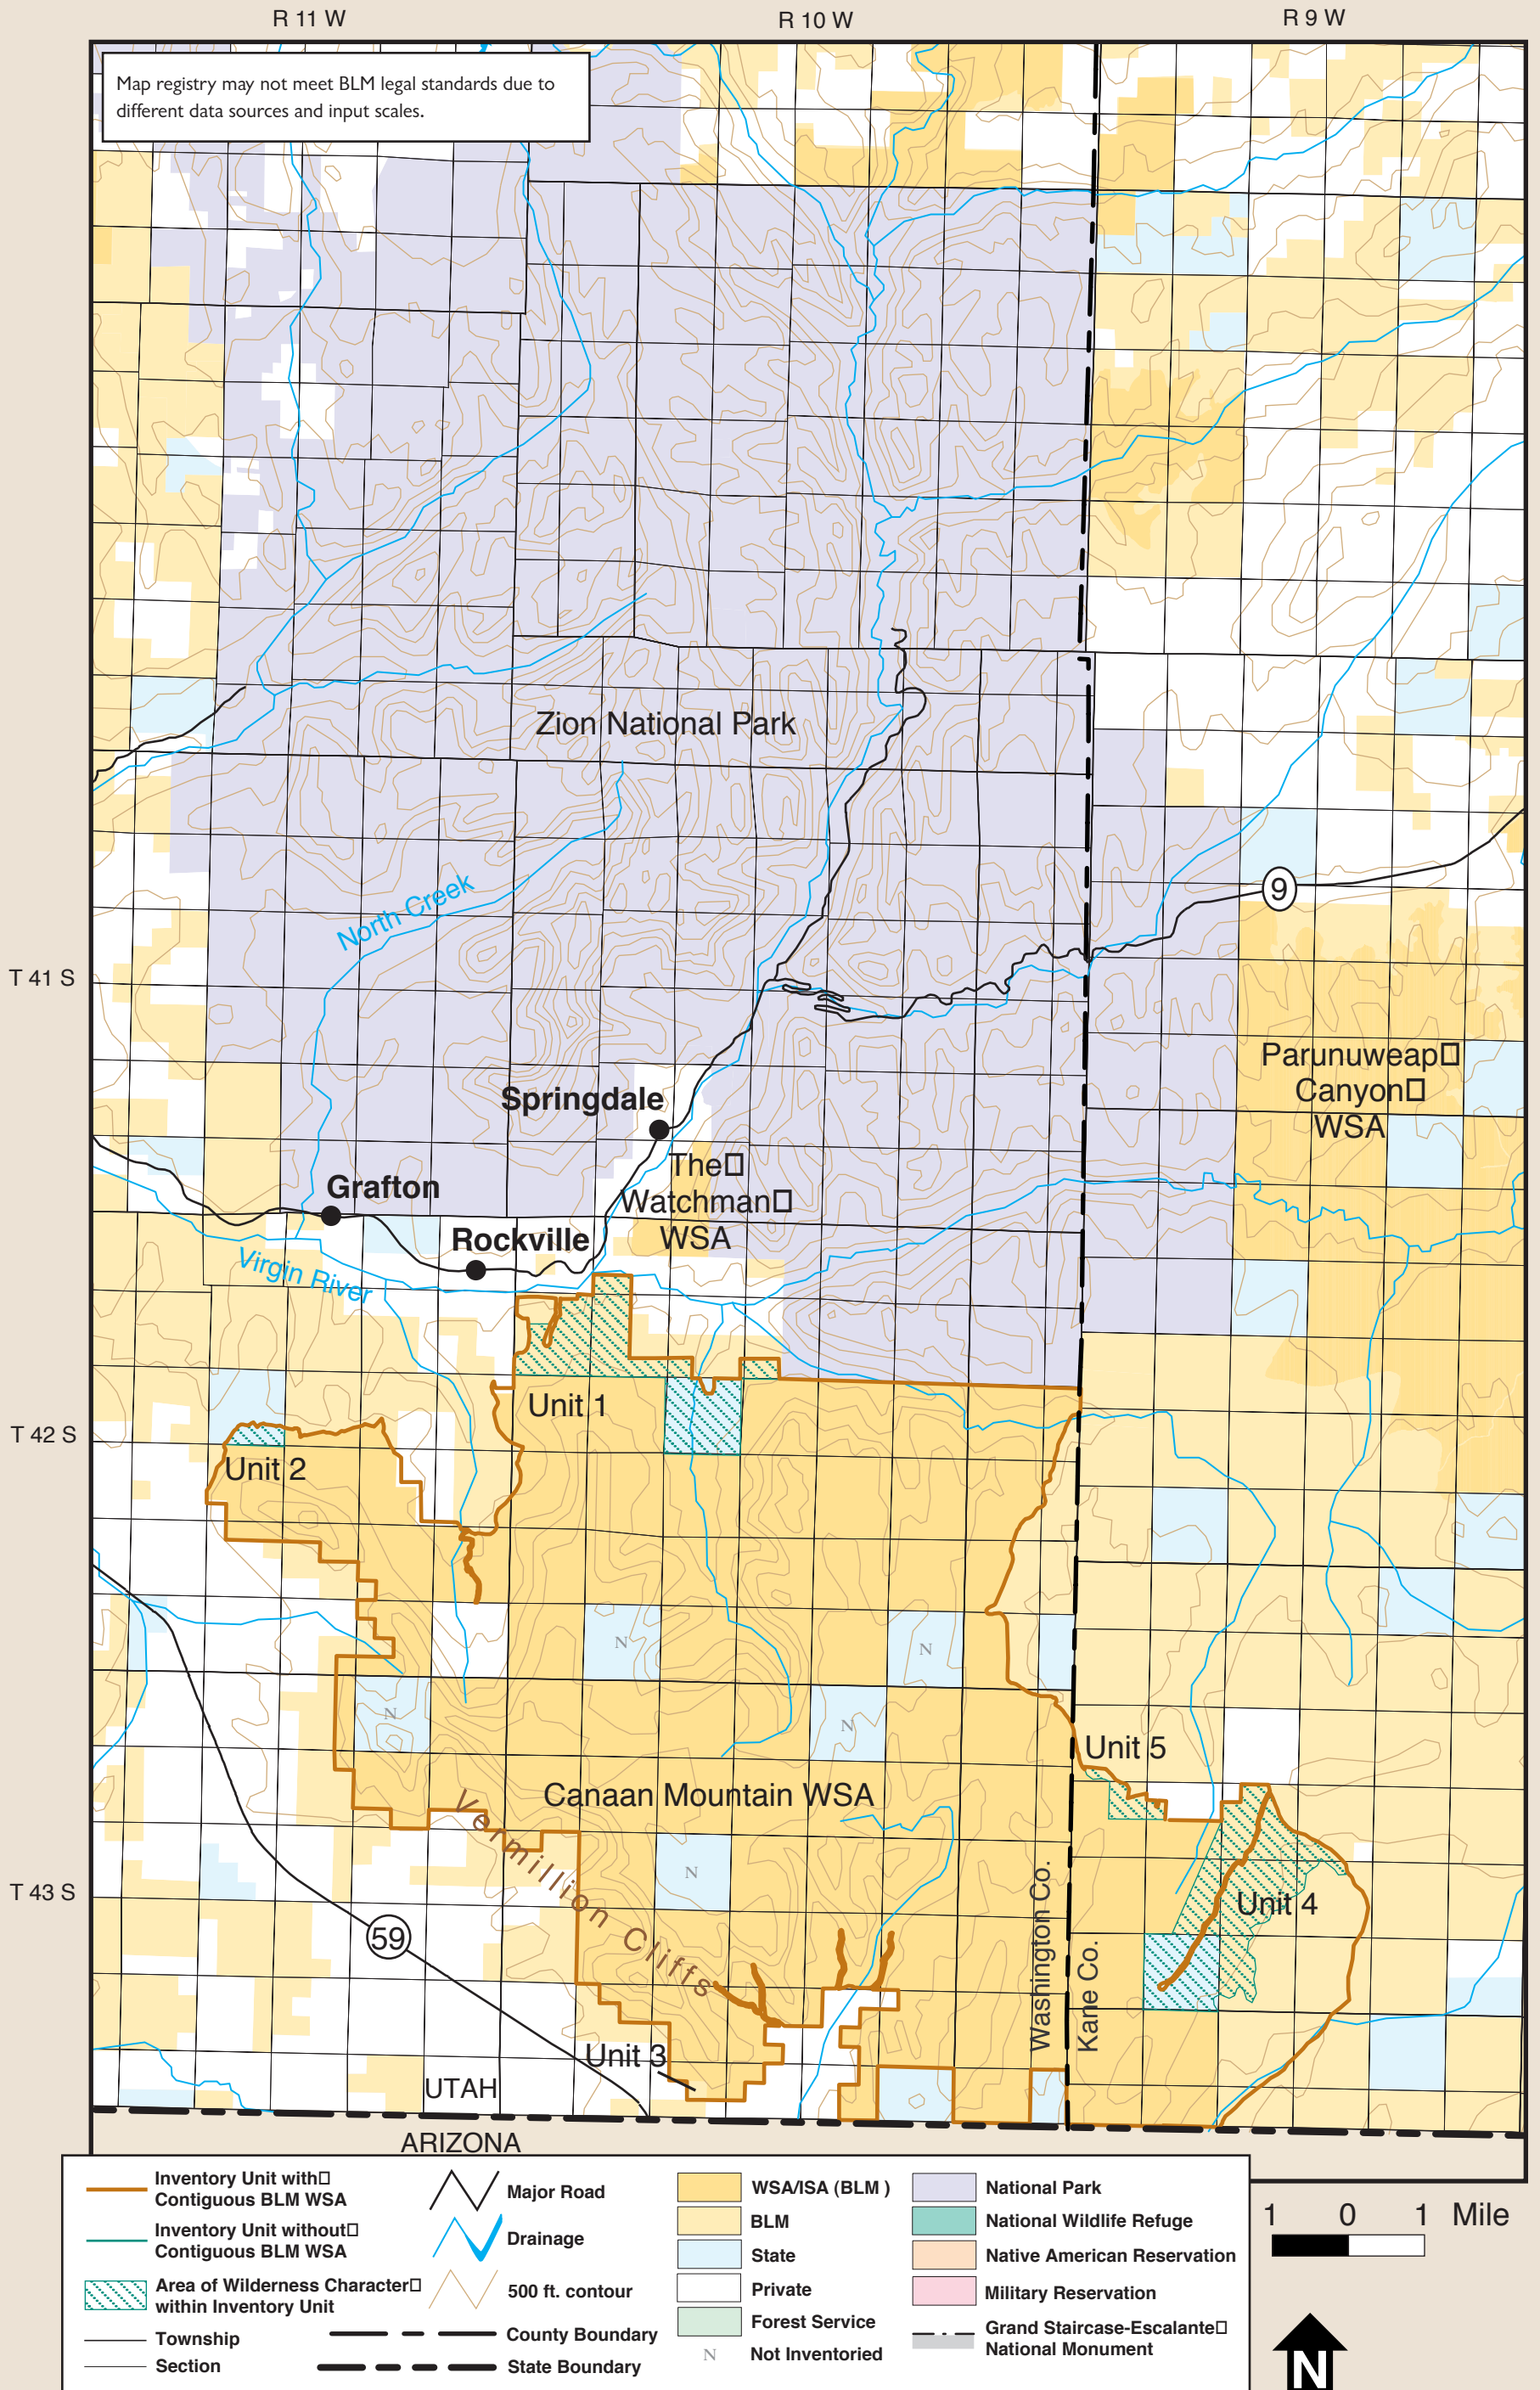 R 11 W
R 10 W
R 9 W
Map registry may not meet BLM legal standards due to
different data sources and input scales.
Zion National Park
North Creek
9
T 41 S
Parunuweap□
Canyon□
WSA
Springdale
The□
Watchman□
WSA
Grafton
Rockville
Virgin River
Unit 1
T 42 S
Unit 2
N
N
N
N
Unit 5
Canaan Mountain WSA
Vermillion Cliffs
N
T 43 S
Unit 4
59
Washington Co.
Kane Co.
Unit 3
UTAH
ARIZONA
Inventory Unit with□
Contiguous BLM WSA
Inventory Unit without□
Contiguous BLM WSA
Area of Wilderness Character□
within Inventory Unit
Township
Section
Major Road
Drainage
500 ft. contour
County Boundary
State Boundary
WSA/ISA (BLM )
BLM
State
Private
Forest Service
N Not Inventoried
National Park
National Wildlife Refuge
Native American Reservation
Military Reservation
Grand Staircase-Escalante□
National Monument
1 0 1 Mile
N